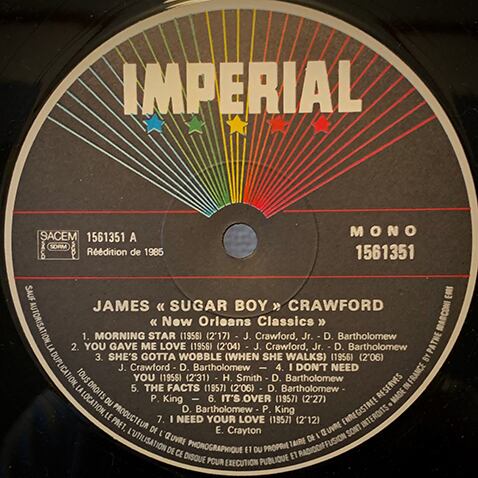 IMPERIAL
SACEM
SDRM
1561351 A
Réédition de 1985
MONO
1561351
JAMES « SUGAR BOY » CRAWFORD
« New Orleans Classics »
1. MORNING STAR (1956) (2'17) - J. Crawford, Jr. - D. Bartholomew
2. YOU GAVE ME LOVE (1956) (2'04) - J. Crawford, Jr. - D. Bartholomew
3. SHE'S GOTTA WOBBLE (WHEN SHE WALKS) (1956) (2'06)
J. Crawford - D. Bartholomew - 4. I DON'T NEED
YOU (1956) (2'31) - H. Smith - D. Bartholomew
5. THE FACTS (1957) (2'06) - D. Bartholomew -
P. King - 6. IT'S OVER (1957) (2'12)
D. Bartholomew - P. King
7. I NEED YOUR LOVE (1957) (2'12)
E. Crayton
TOUS DROITS DU PRODUCTEUR DE L'ŒUVRE PHONOGRAPHIQUE ET DU PROPRIETAIRE DE L'ŒUVRE ENREGISTREE RESERVES
SAUF AUTORISATION, LA DUPLICATION, LA LOCATION, LE PRET, L'UTILISATION DE CE DISQUE POUR EXECUTION PUBLIQUE ET RADIODIFFUSION SONT INTERDITS • MADE IN FRANCE BY PATHE MARCONI EMI